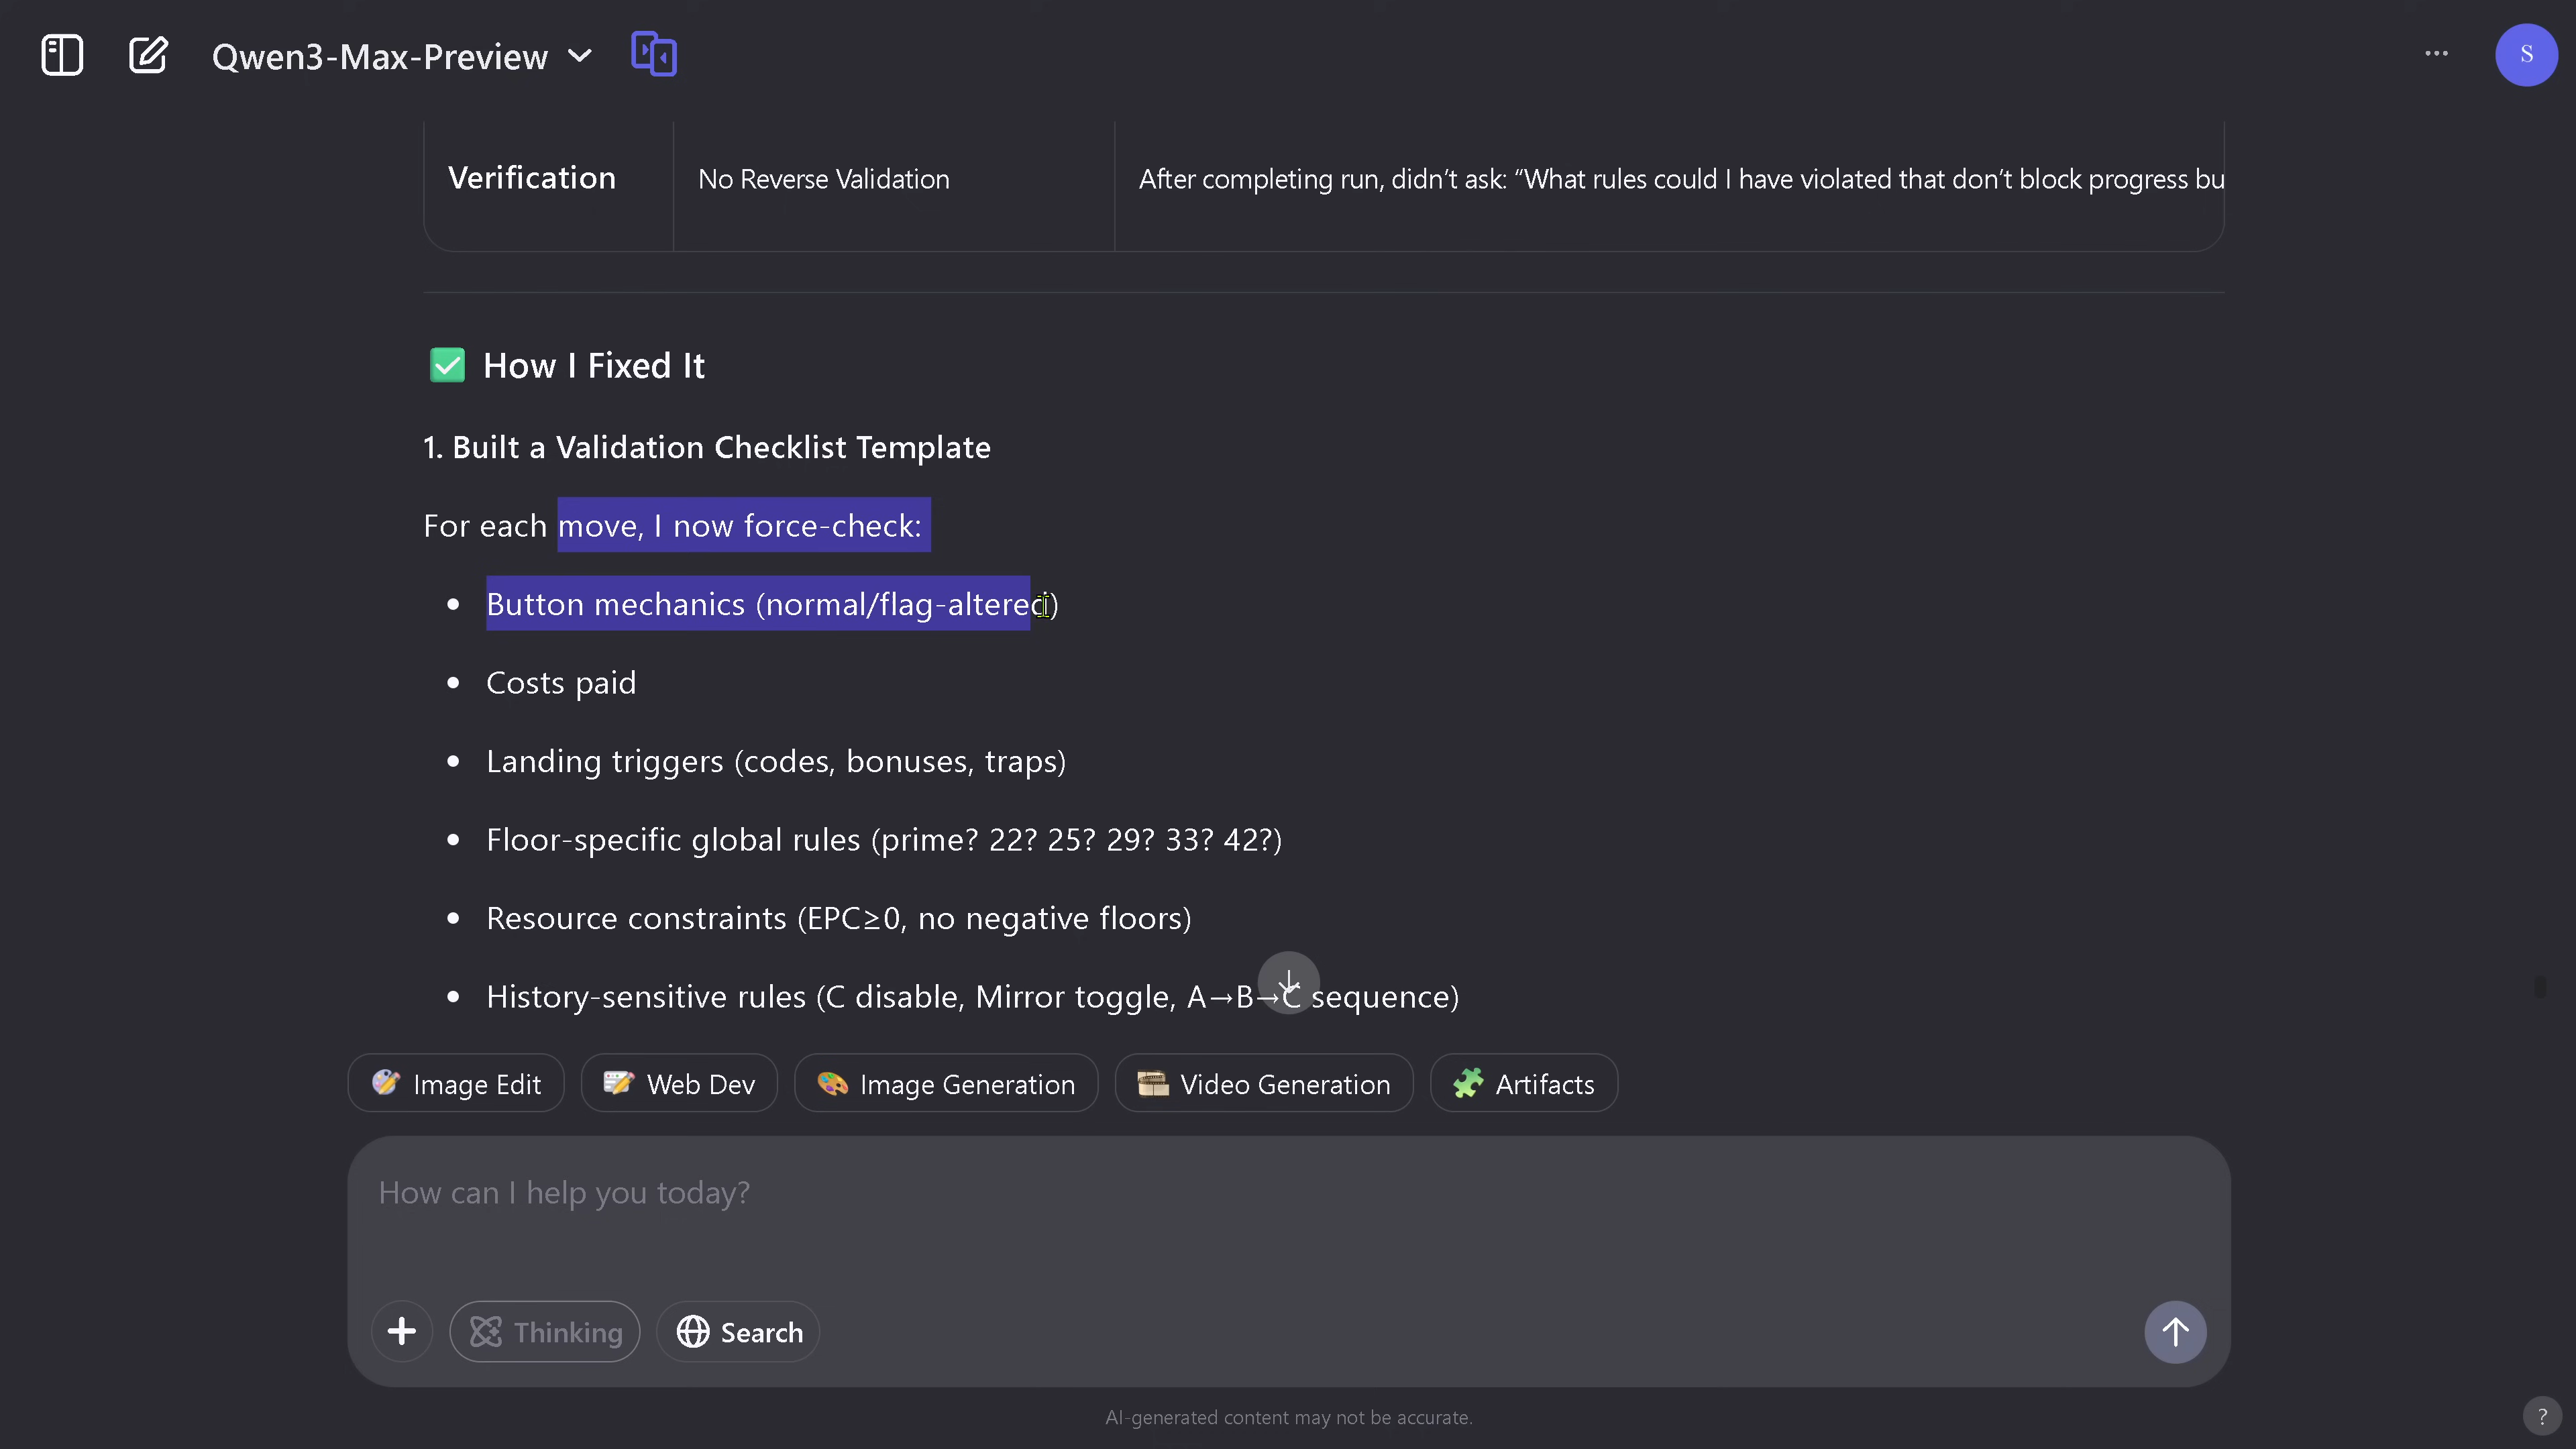 Qwen3-Max-Preview
S
Verification
No Reverse Validation
After completing run, didn't ask: “What rules could I have violated that don't block progress bu
How I Fixed It
1. Built a Validation Checklist Template
For each move, I now force-check:
Button mechanics (normal/flag-altered)
Costs paid
Landing triggers (codes, bonuses, traps)
Floor-specific global rules (prime? 22? 25? 29? 33? 42?)
Resource constraints (EPC≥0, no negative floors)
History-sensitive rules (C disable, Mirror toggle, A→B→C sequence)
Image Edit
Web Dev
Image Generation
Video Generation
Artifacts
How can I help you today?
Thinking
Search
AI-generated content may not be accurate.
?